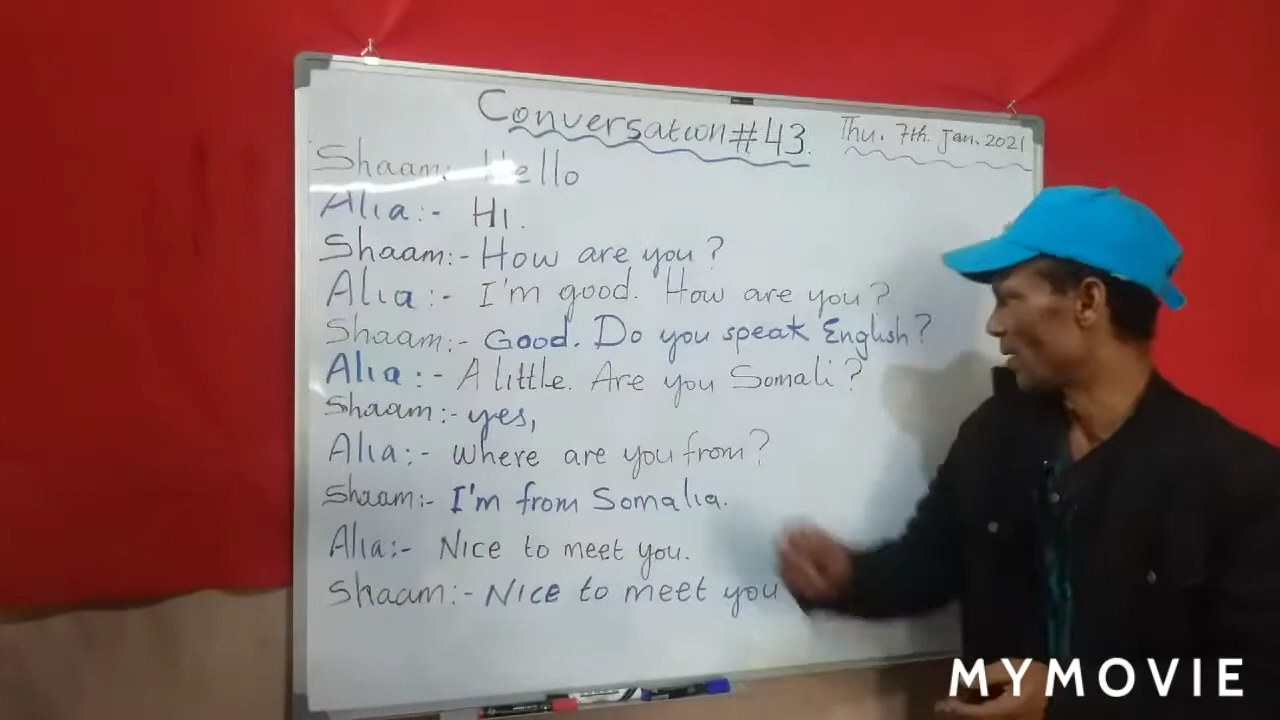 Conversation #43.
Thu. 7th. Jan. 2021
Shaam:- Hello
Alia:- Hi.
Shaam:- How are you?
Alia:- I'm good. How are you?
Shaam:- Good. Do you speak English?
Alia:- A little. Are you Somali?
Shaam:- yes,
Alia:- Where are you from?
Shaam:- I'm from Somalia.
Alia:- Nice to meet you.
Shaam:- Nice to meet you
MYMOVIE